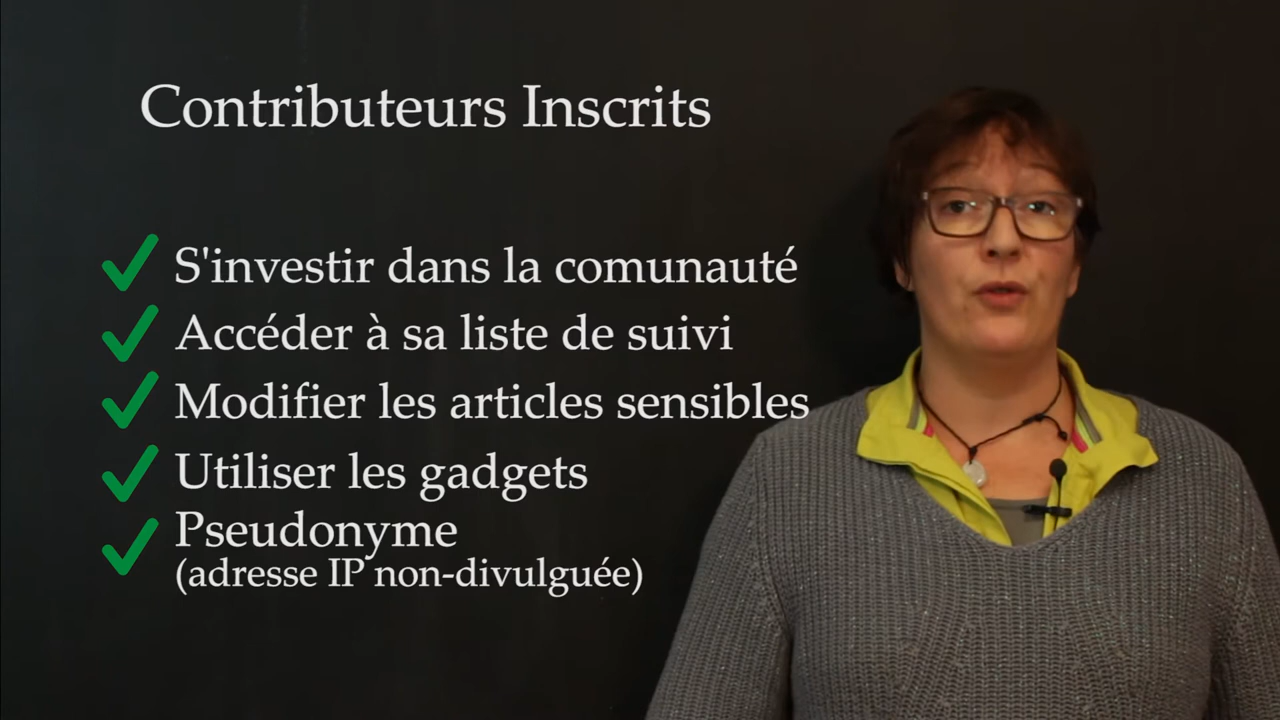 Contributeurs Inscrits
S'investir dans la comunauté
Accéder à sa liste de suivi
Modifier les articles sensibles
Utiliser les gadgets
Pseudonyme
(adresse IP non-divulguée)